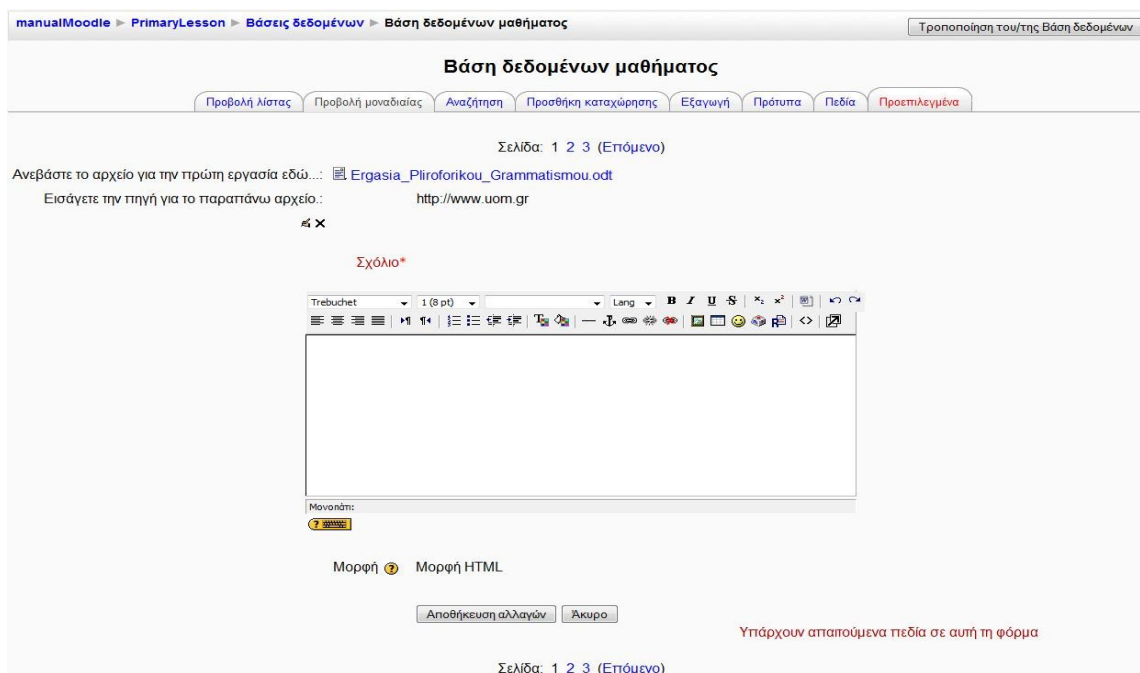 manualMoodle ► PrimaryLesson ► Βάσεις δεδομένων ► Βάση δεδομένων μαθήματος
Τροποποίηση του/της Βάση δεδομένων
Βάση δεδομένων μαθήματος
Προβολή λίστας Προβολή μοναδιαίας Αναζήτηση Προσθήκη καταχώρησης Εξαγωγή Πρότυπα Πεδία Προεπιλεγμένα
Σελίδα: 1 2 3 (Επόμενο)
Ανεβάστε το αρχείο για την πρώτη εργασία εδώ...: Ergasia_Pliroforikou_Grammatismou.odt
Εισάγετε την πηγή για το παραπάνω αρχείο.: http://www.uom.gr
Σχόλιο*
Trebuchet 1 (8 pt) Lang B I U S x₂ x²
Μονοπάτι:
Μορφή Μορφή HTML
Αποθήκευση αλλαγών Άκυρο
Υπάρχουν απαιτούμενα πεδία σε αυτή τη φόρμα
Σελίδα: 1 2 3 (Επόμενο)